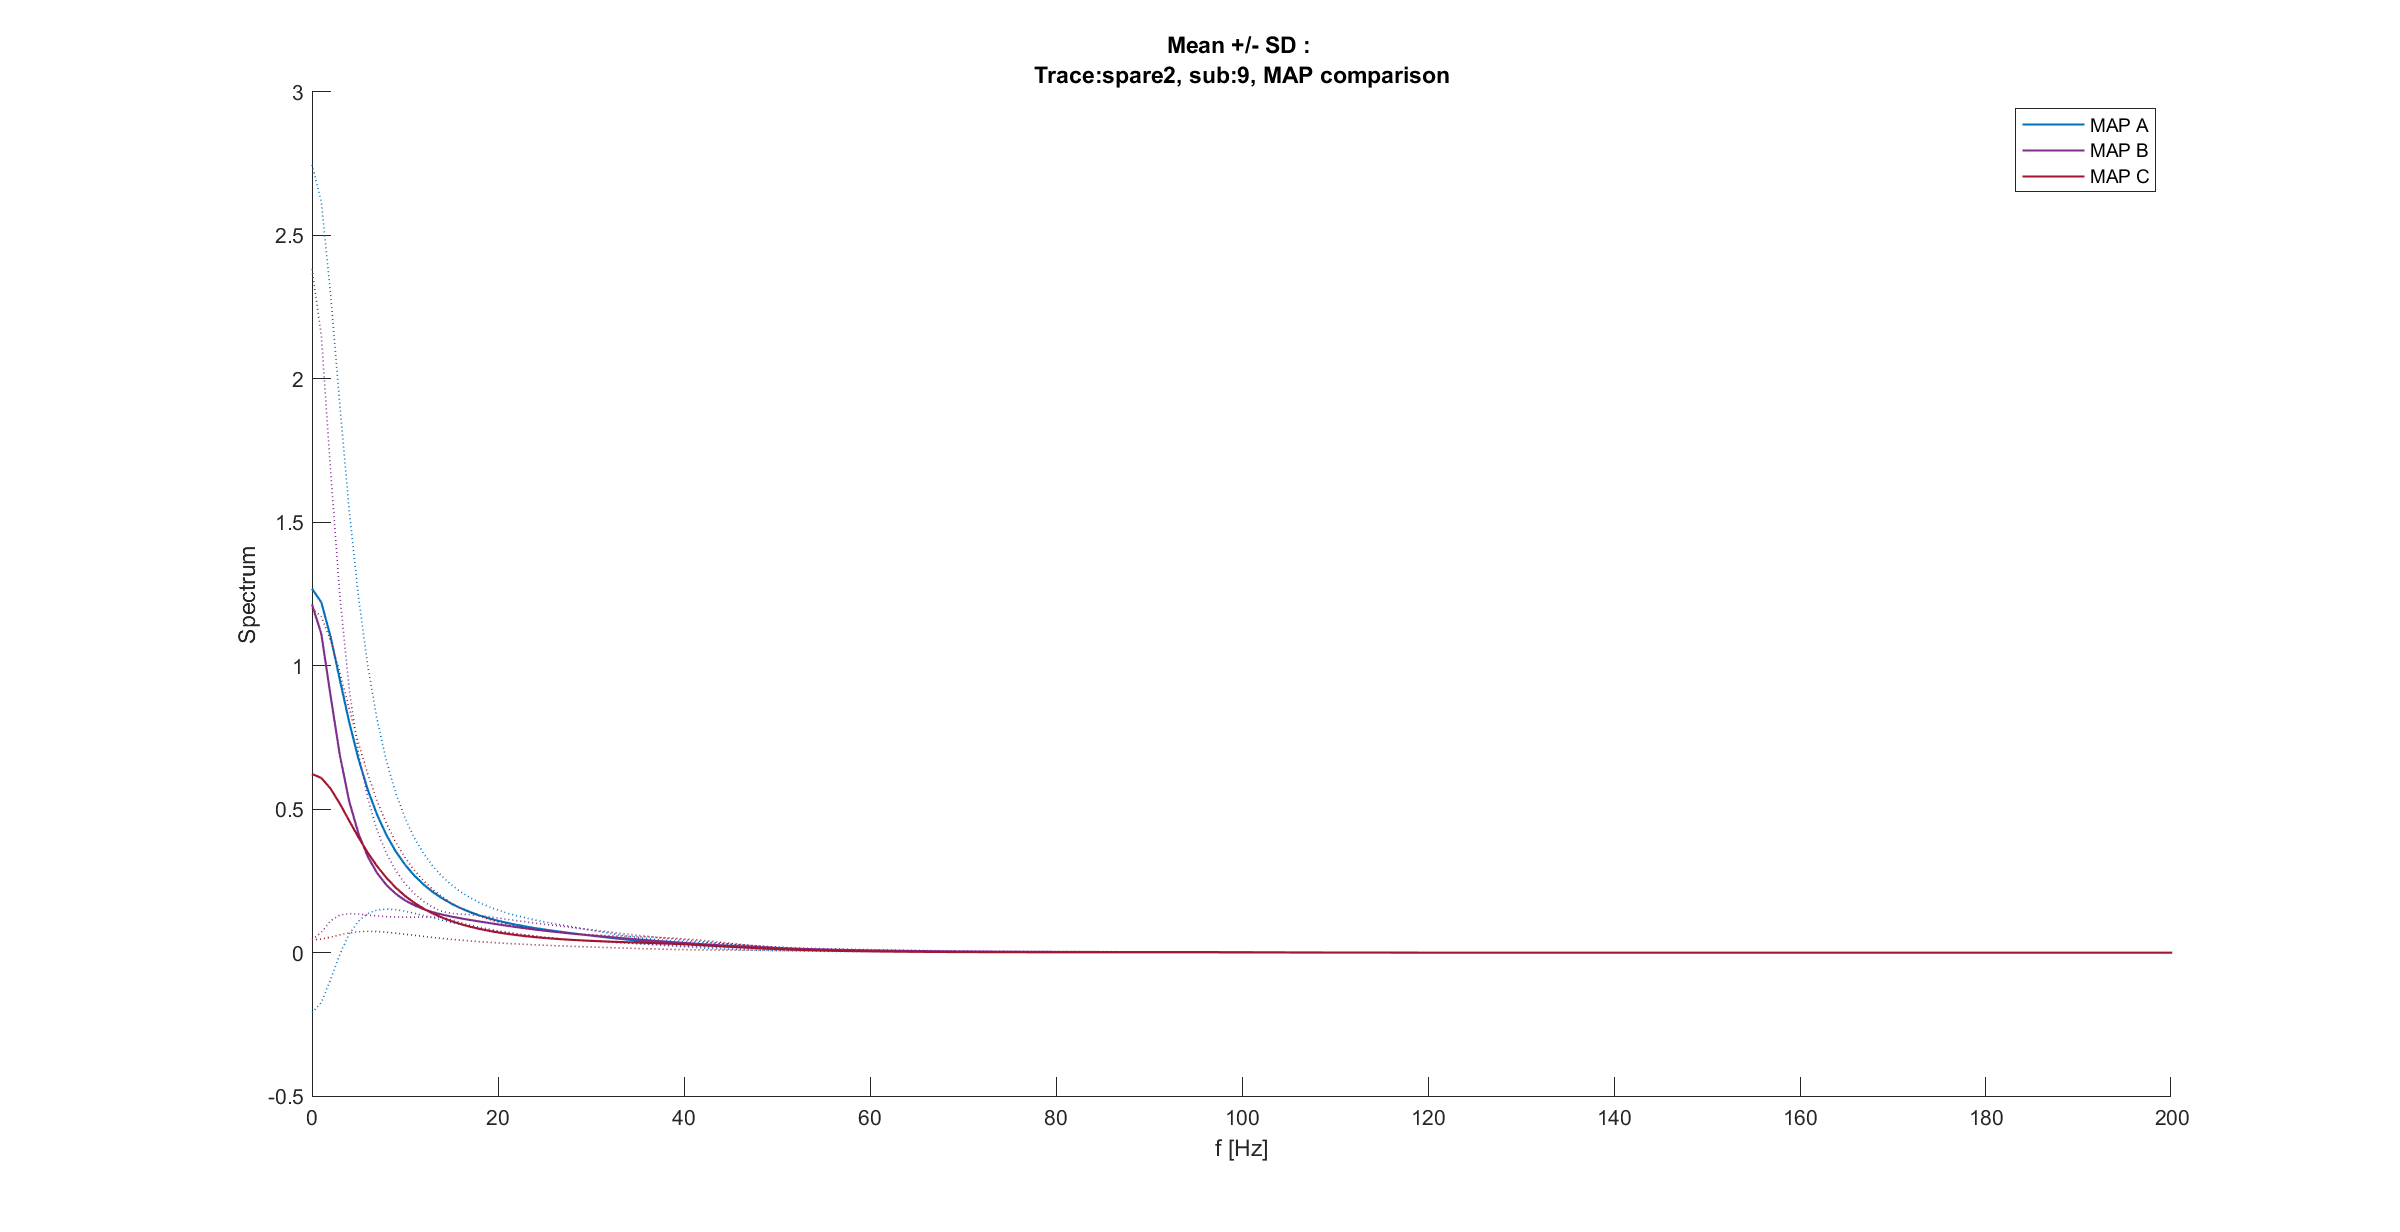 Mean +/- SD :
Trace:spare2, sub:9, MAP comparison
3
2.5
2
1.5
1
0.5
0
-0.5
Spectrum
MAP A
MAP B
MAP C
0 20 40 60 80 100 120 140 160 180 200
f [Hz]